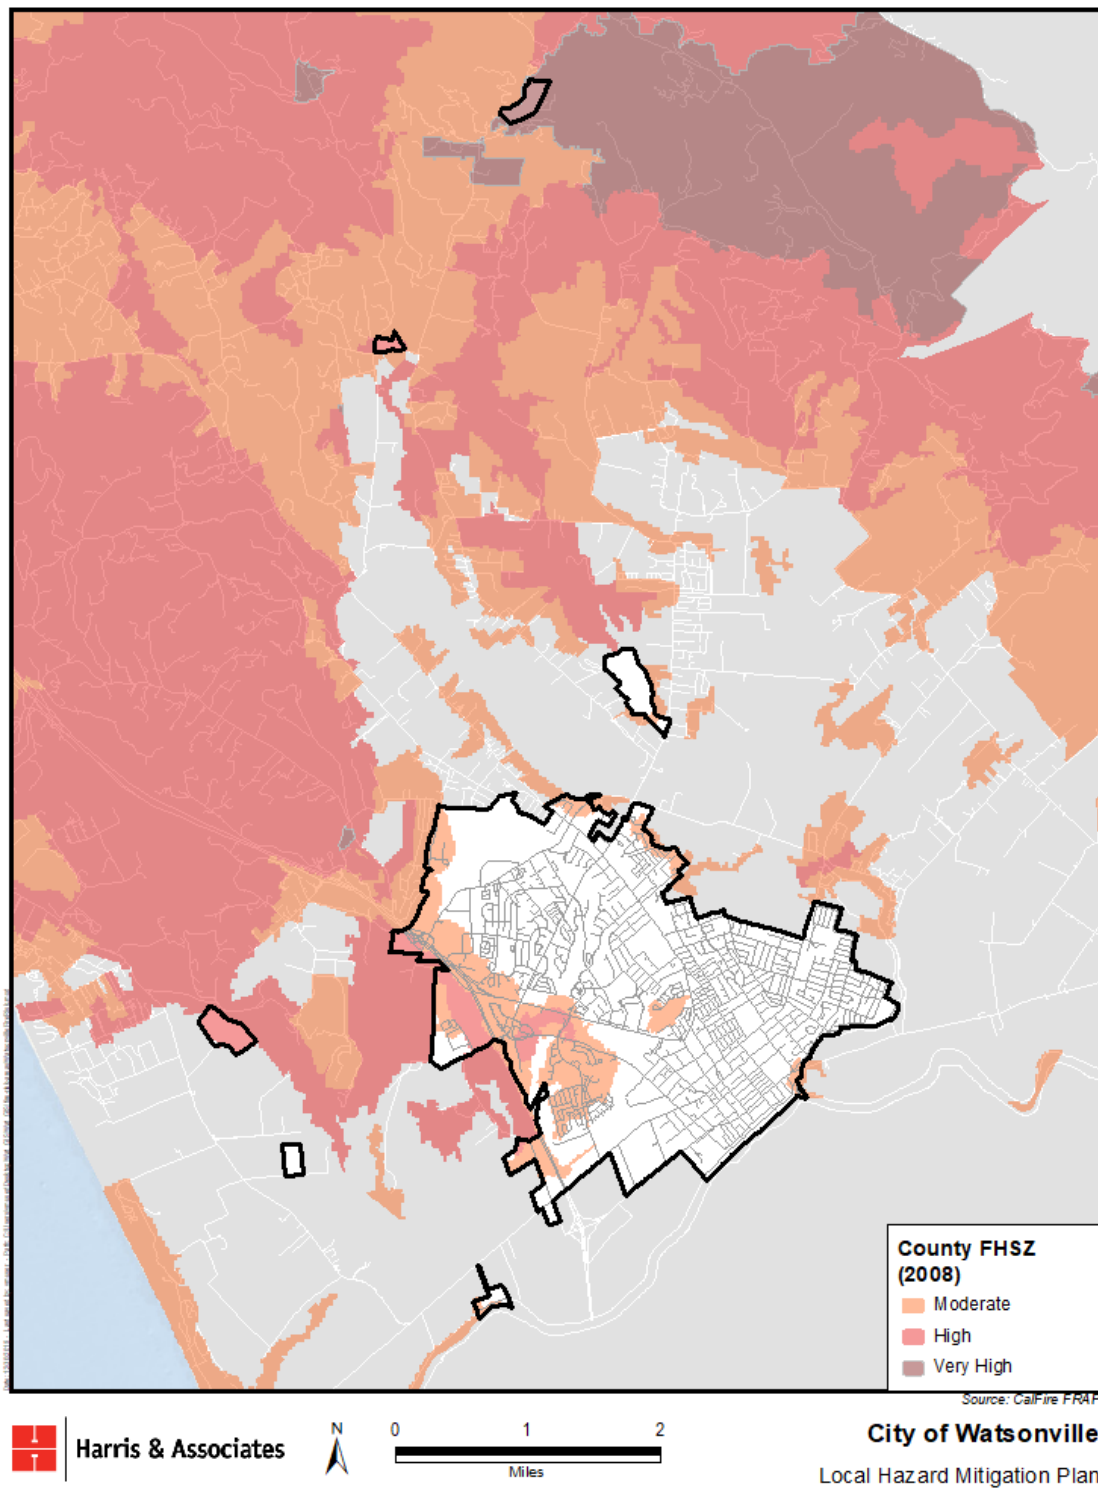 County FHSZ
(2008)
Moderate
High
Very High
Source: CalFire FRAP
Harris & Associates
N
0 1 2
Miles
City of Watsonville
Local Hazard Mitigation Plan